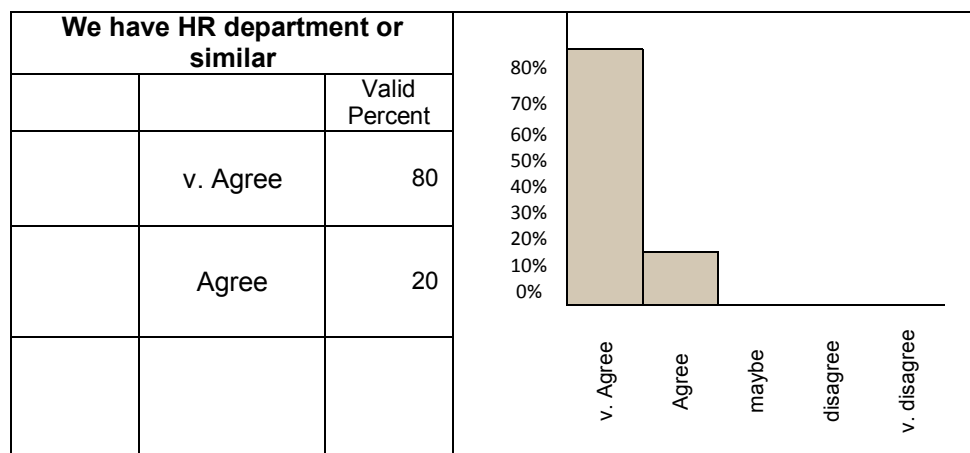 We have HR department or
similar
Valid
Percent
v. Agree 80
Agree 20
80%
70%
60%
50%
40%
30%
20%
10%
0%
v. Agree
Agree
maybe
disagree
v. disagree